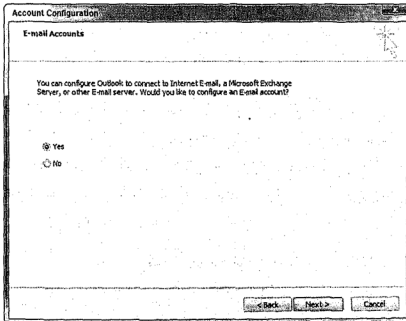 Account Configuration
E-mail Accounts
You can configure Outlook to connect to Internet E-mail, a Microsoft Exchange
Server, or other E-mail server. Would you like to configure an E-mail account?
Yes
No
< Back
Next >
Cancel